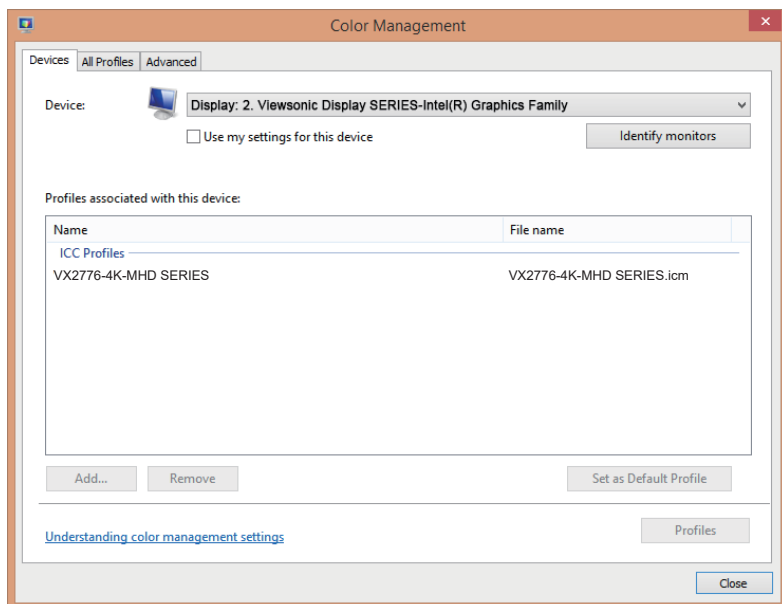 Color Management
Devices All Profiles Advanced
Device: Display: 2. Viewsonic Display SERIES-Intel(R) Graphics Family
Use my settings for this device Identify monitors
Profiles associated with this device:
Name File name
ICC Profiles
VX2776-4K-MHD SERIES VX2776-4K-MHD SERIES.icm
Add... Remove Set as Default Profile
Understanding color management settings Profiles
Close